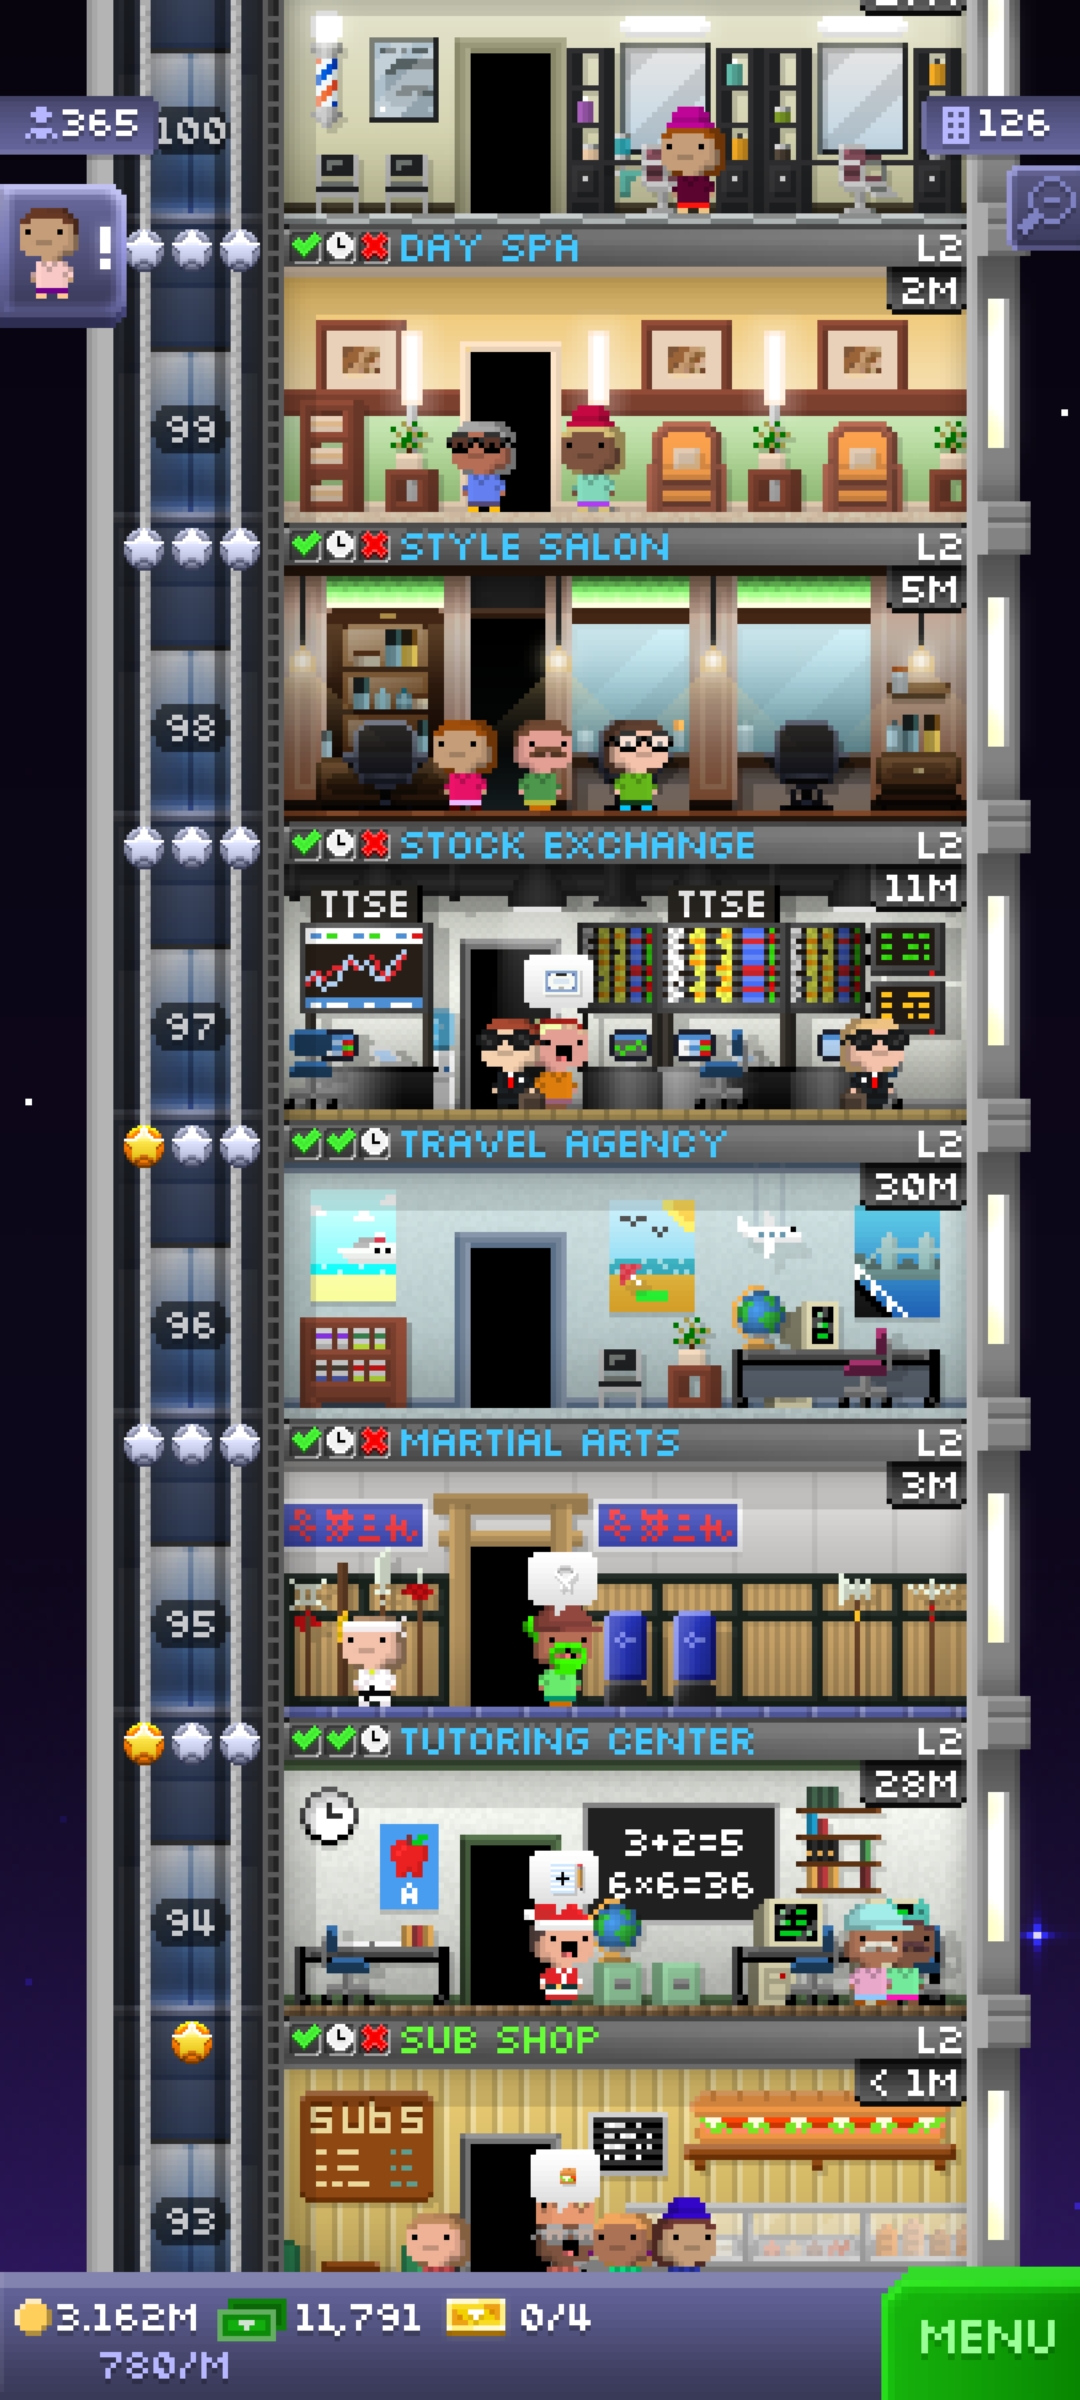 365
100
126
DAY SPA L2
2M
99
STYLE SALON L2
5M
98
STOCK EXCHANGE L2
11M
TTSE TTSE
97
TRAVEL AGENCY L2
30M
96
MARTIAL ARTS L2
3M
95
TUTORING CENTER L2
28M
3+2=5
6x6=36
A
94
SUB SHOP L2
< 1M
SUBS
93
3.162M 11,791 0/4
780/M
MENU